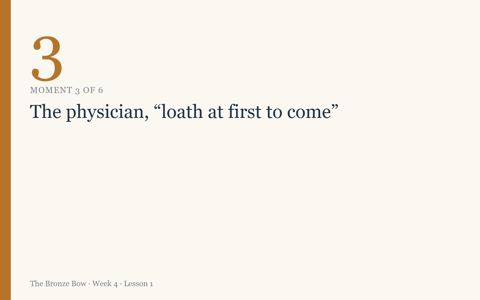 3
MOMENT 3 OF 6
The physician, “loath at first to come”
The Bronze Bow · Week 4 · Lesson 1